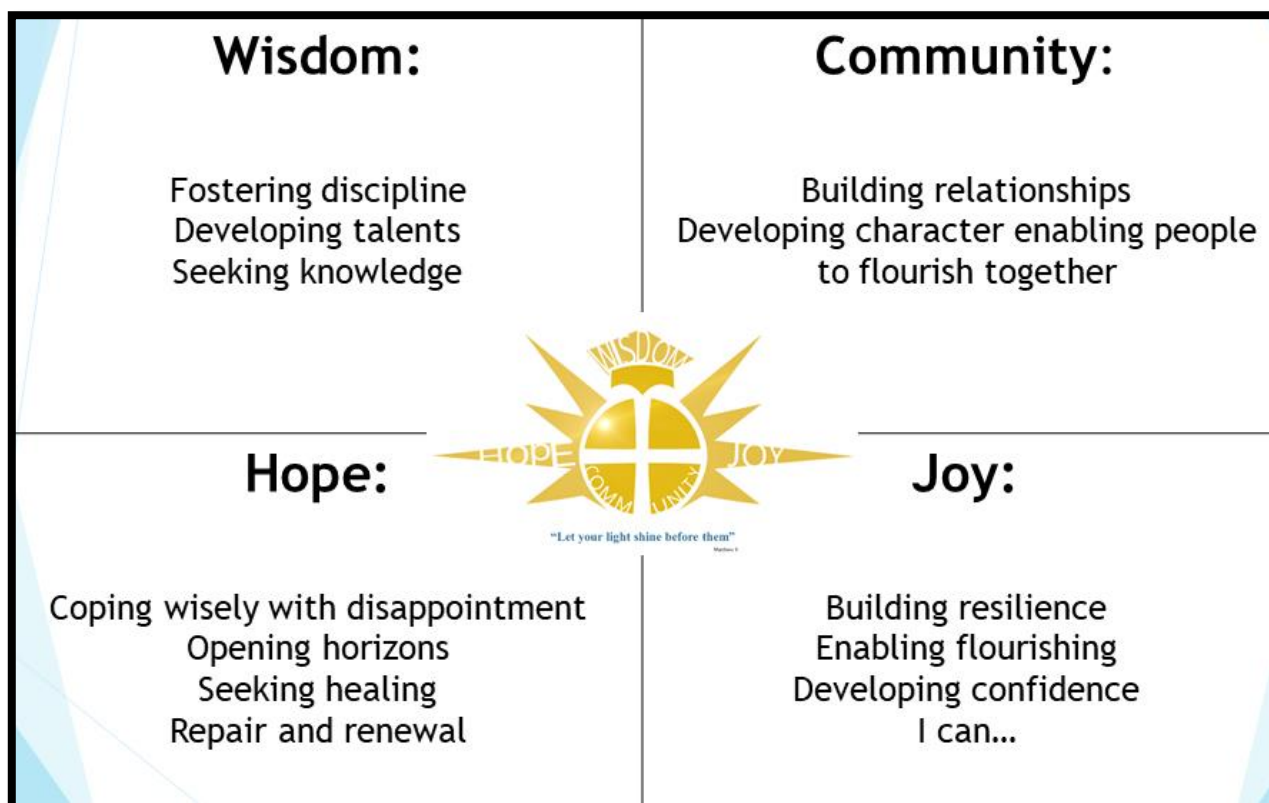 Wisdom:
Fostering discipline
Developing talents
Seeking knowledge
Community:
Building relationships
Developing character enabling people
to flourish together
WISDOM
HOPE
JOY
COMMUNITY
“Let your light shine before them”
Matthew 5
Hope:
Coping wisely with disappointment
Opening horizons
Seeking healing
Repair and renewal
Joy:
Building resilience
Enabling flourishing
Developing confidence
I can…